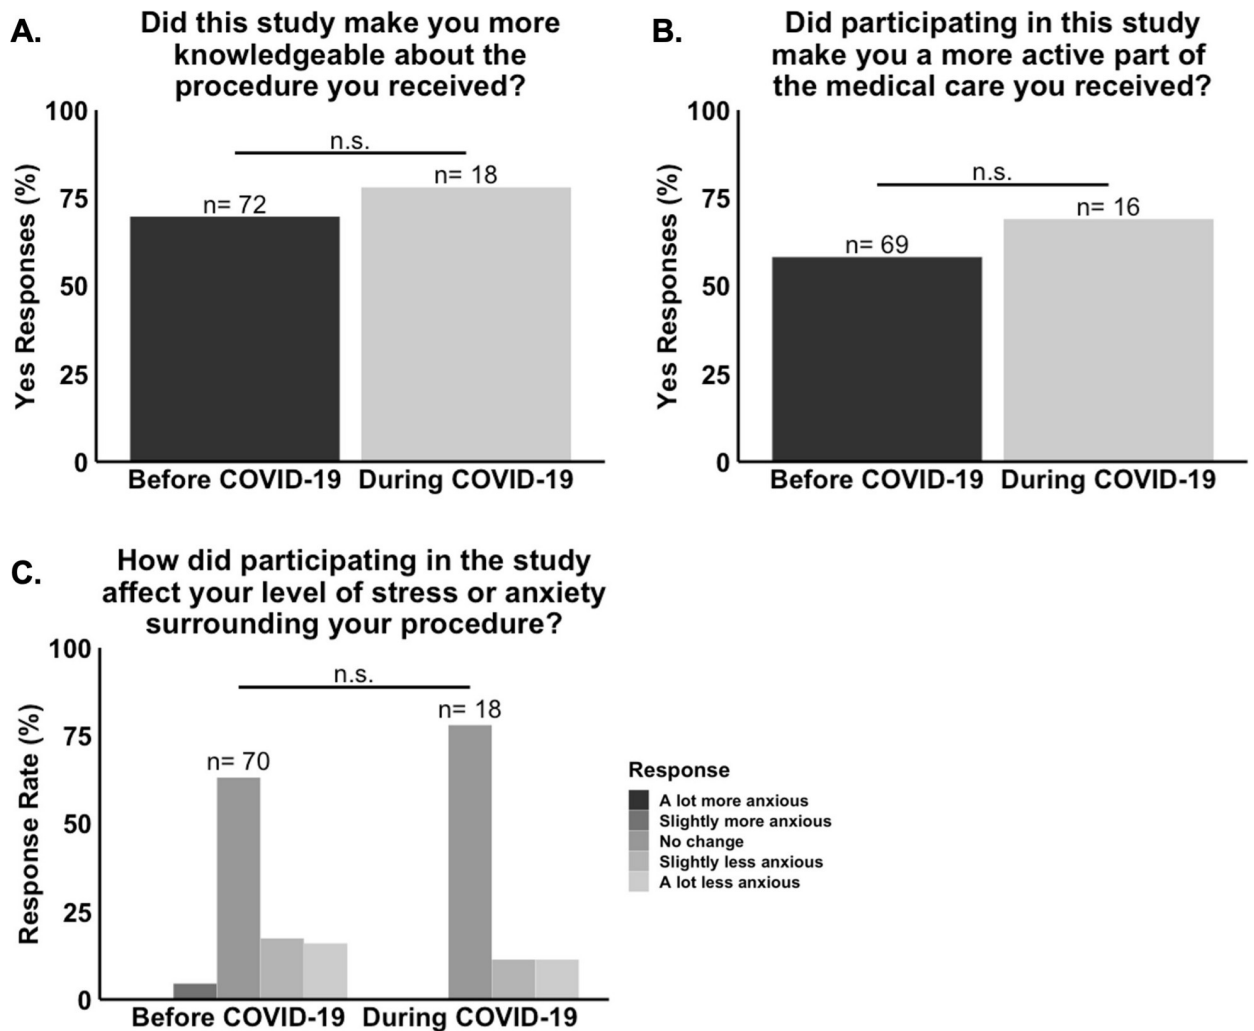 A.
Did this study make you more
knowledgeable about the
procedure you received?
Yes Responses (%)
100
75
50
25
0
n.s.
n= 72
n= 18
Before COVID-19
During COVID-19
B.
Did participating in this study
make you a more active part of
the medical care you received?
Yes Responses (%)
100
75
50
25
0
n.s.
n= 69
n= 16
Before COVID-19
During COVID-19
C.
How did participating in the study
affect your level of stress or anxiety
surrounding your procedure?
Response Rate (%)
100
75
50
25
0
n.s.
n= 70
n= 18
Before COVID-19
During COVID-19
Response
A lot more anxious
Slightly more anxious
No change
Slightly less anxious
A lot less anxious